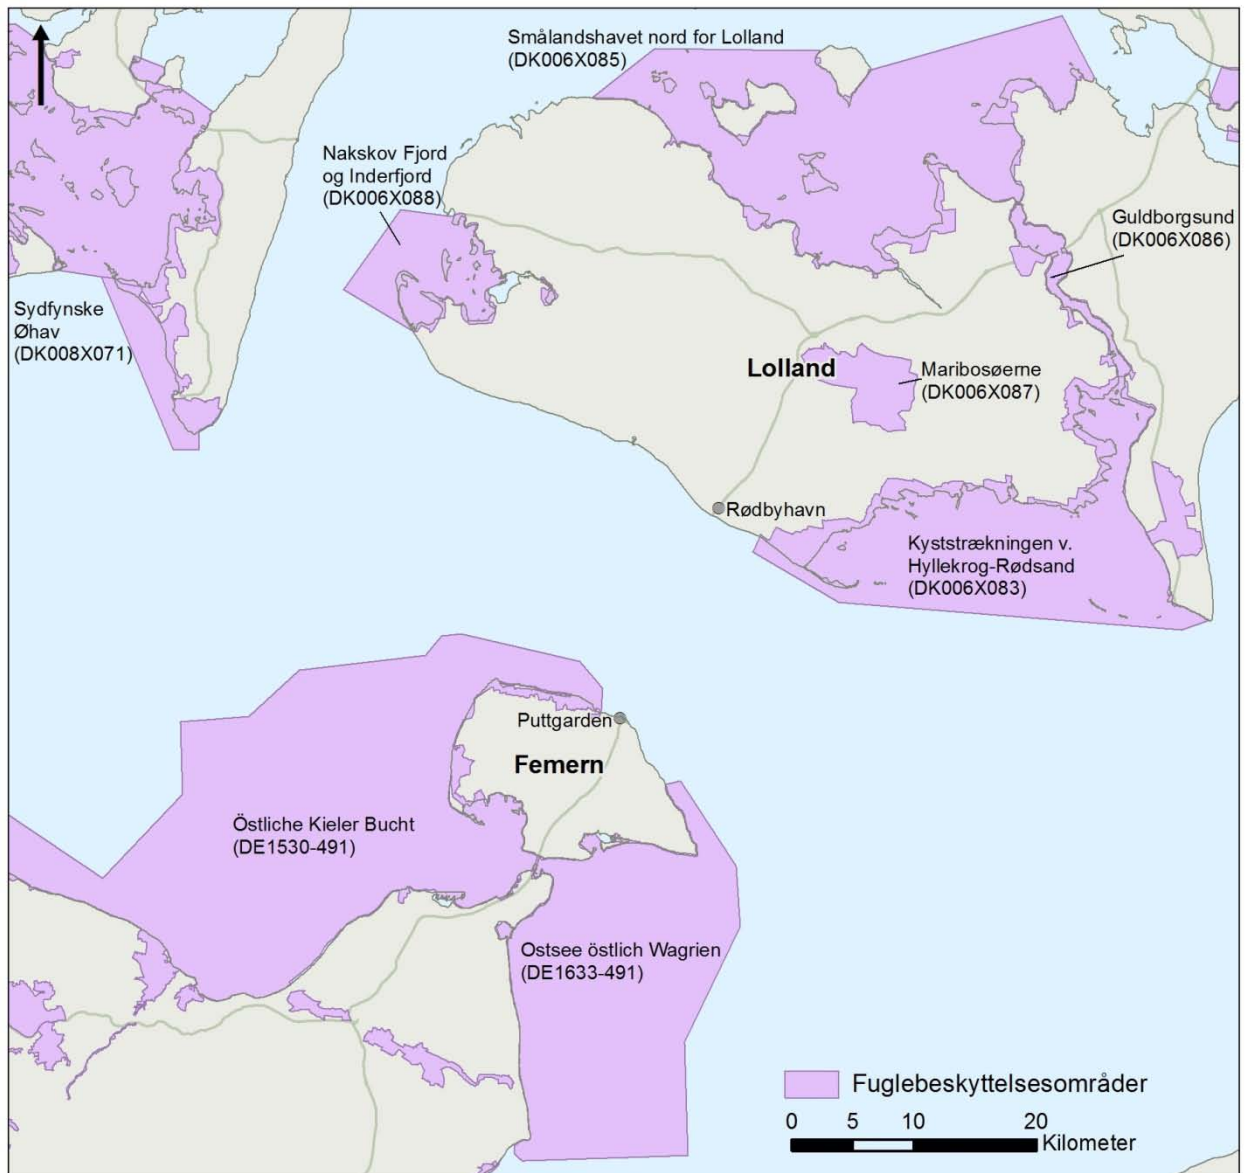 Smålandshavet nord for Lolland
(DK006X085)
Nakskov Fjord
og Inderfjord
(DK006X088)
Guldborgsund
(DK006X086)
Sydfynske
Øhav
(DK008X071)
Lolland
Maribosøerne
(DK006X087)
Rødbyhavn
Kyststrækningen v.
Hyllekrog-Rødsand
(DK006X083)
Puttgarden
Femern
Östliche Kieler Bucht
(DE1530-491)
Ostsee östlich Wagrien
(DE1633-491)
Fuglebeskyttelsesområder
0 5 10 20
Kilometer